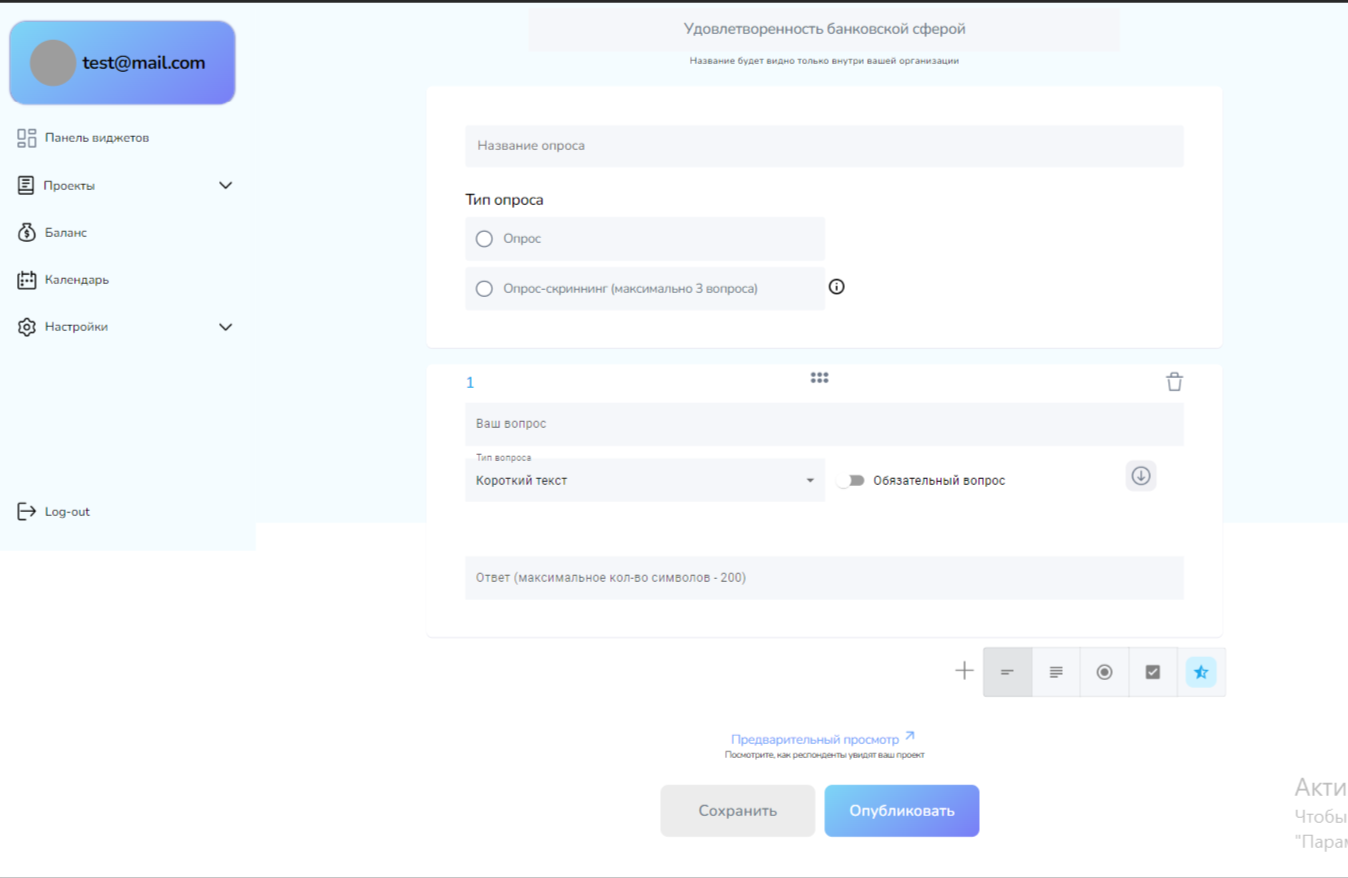 test@mail.com
Панель виджетов
Проекты
Баланс
Календарь
Настройки
Log-out
Удовлетворенность банковской сферой
Название будет видно только внутри вашей организации
Название опроса
Тип опроса
Опрос
Опрос-скриннинг (максимально 3 вопроса)
1
Ваш вопрос
Тип вопроса
Короткий текст
Обязательный вопрос
Ответ (максимальное кол-во символов - 200)
Предварительный просмотр
Посмотрите, как респонденты увидят ваш проект
Сохранить
Опубликовать
Акти
Чтобы
"Парам